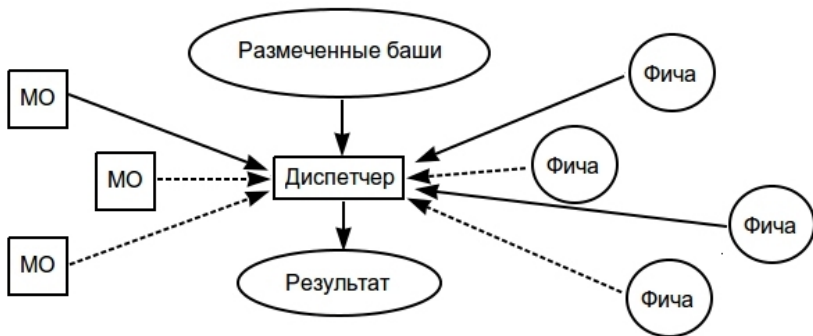 Размеченные баши
МО
Фича
МО
Диспетчер
Фича
Фича
МО
Результат
Фича